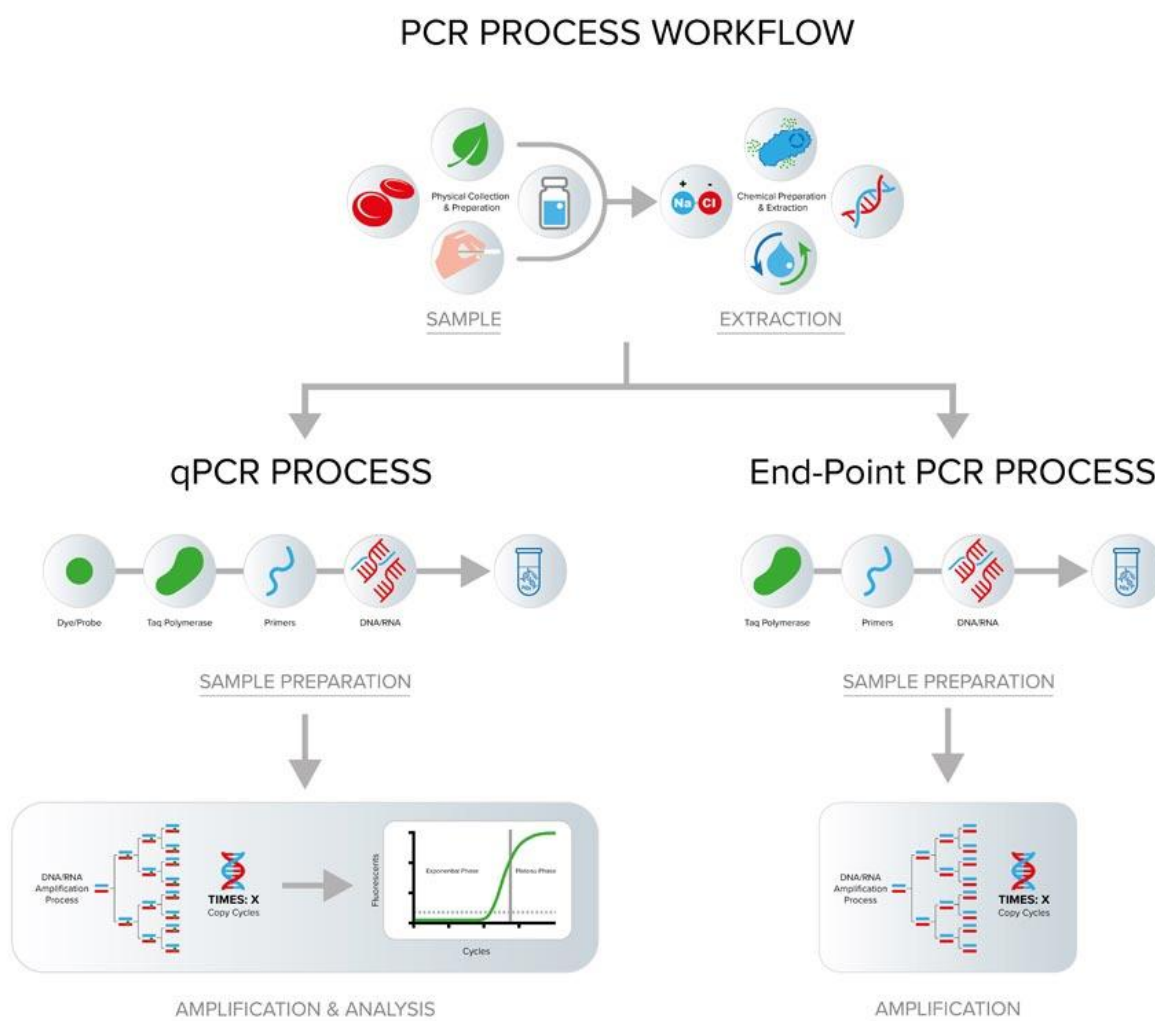 PCR PROCESS WORKFLOW
Physical Collection
& Preparation
+ -
Na Cl
Chemical Preparation
& Extraction
SAMPLE
EXTRACTION
qPCR PROCESS
End-Point PCR PROCESS
Dye/Probe
Taq Polymerase
Primers
DNA/RNA
Taq Polymerase
Primers
DNA/RNA
SAMPLE PREPARATION
SAMPLE PREPARATION
DNA/RNA
Amplification
Process
TIMES: X
Copy Cycles
Fluorescents
Exponential Phase
Plateau Phase
Cycles
DNA/RNA
Amplification
Process
TIMES: X
Copy Cycles
AMPLIFICATION & ANALYSIS
AMPLIFICATION